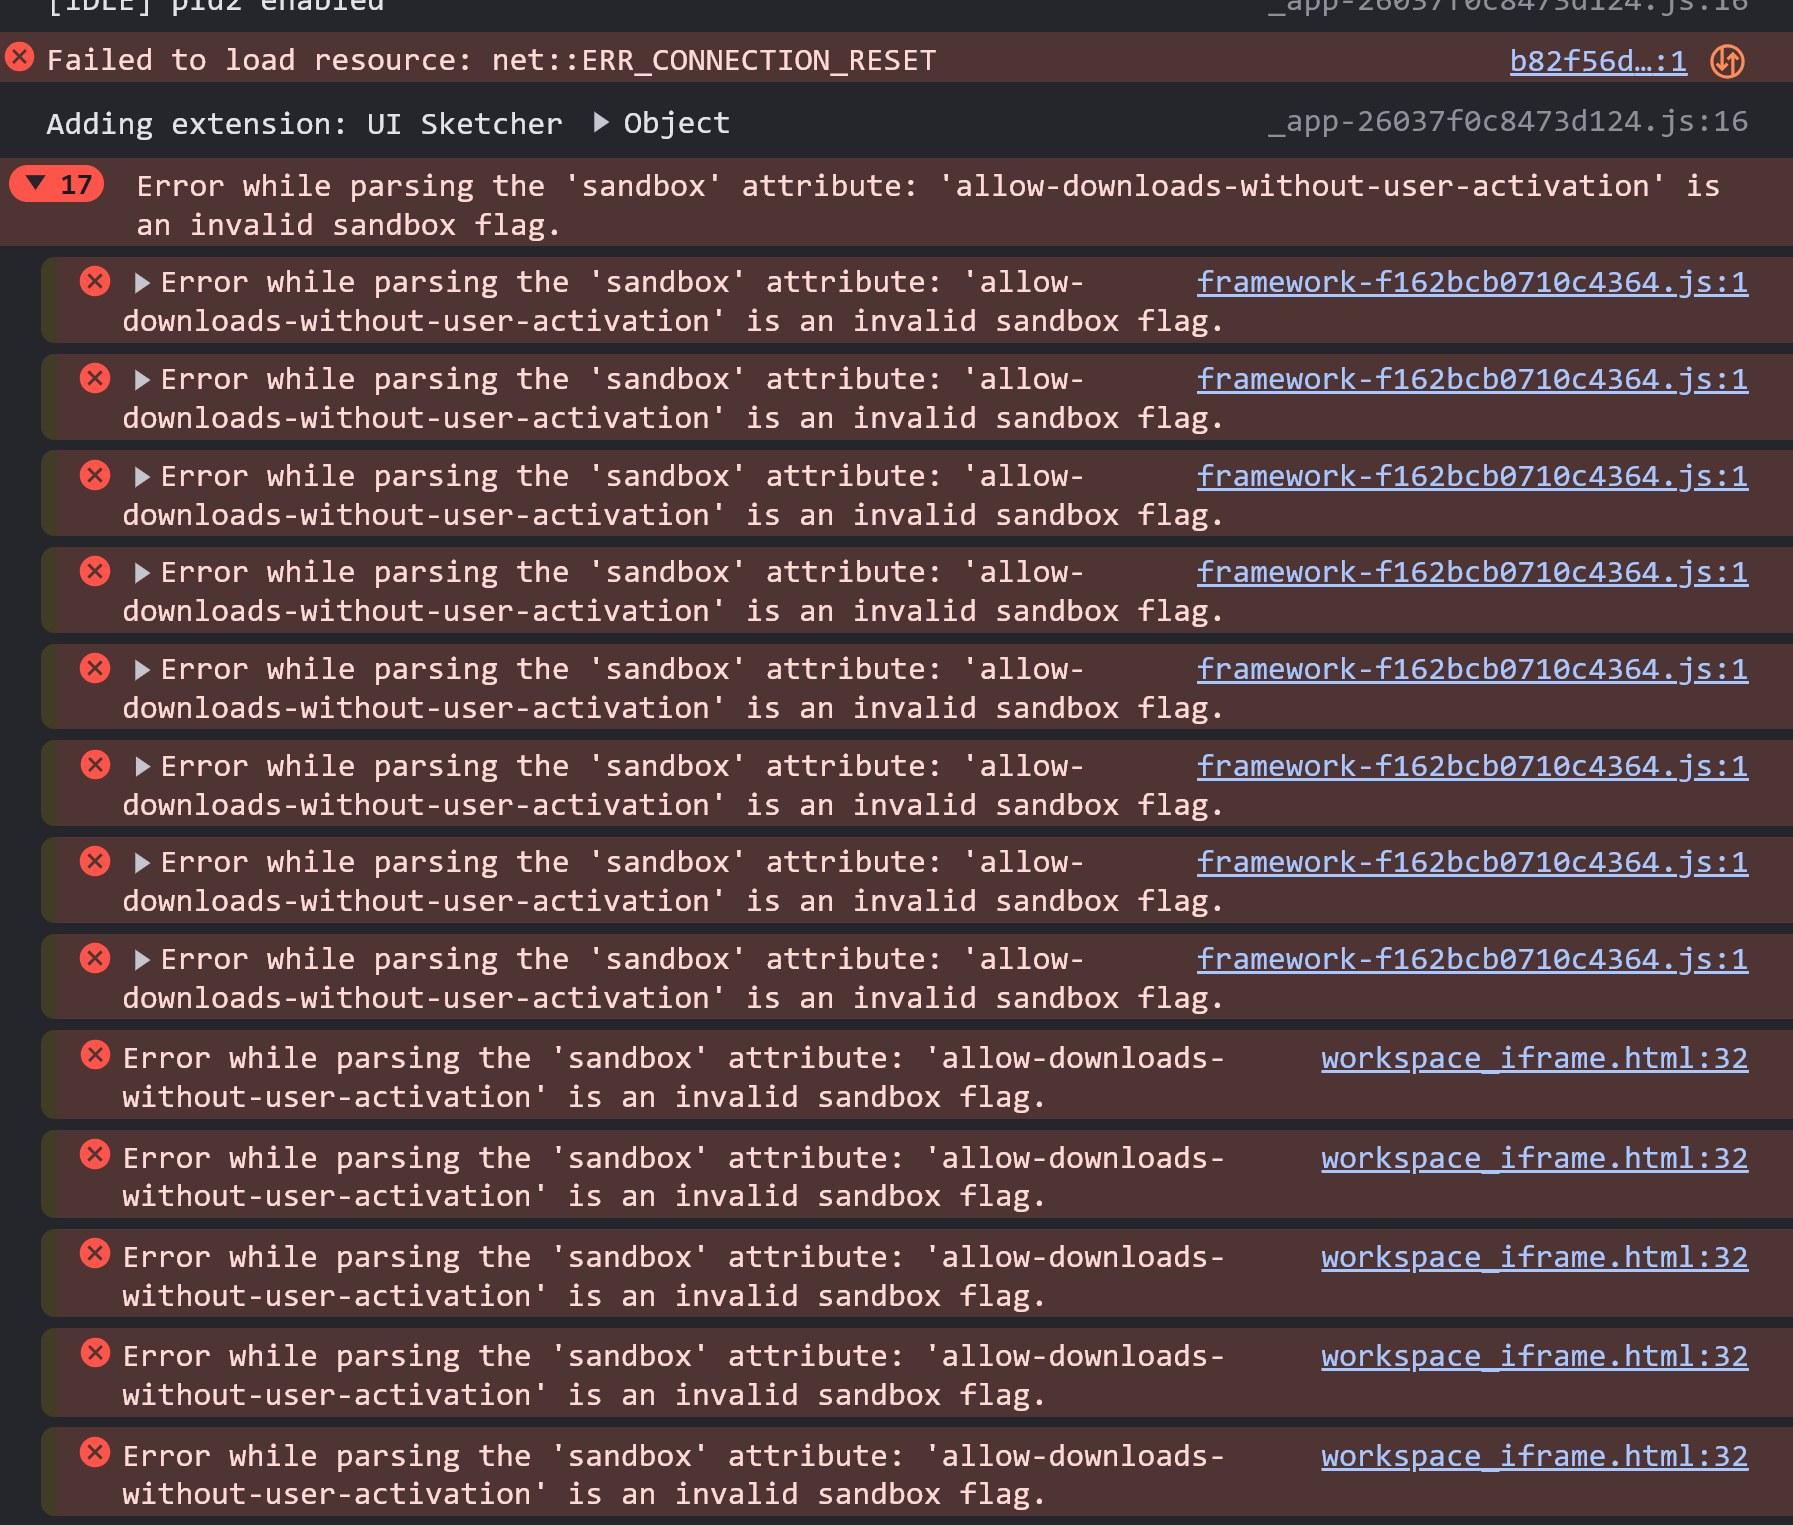 [IDLE] pid2 enabled _app-26037f0c8473d124.js:16
Failed to load resource: net::ERR_CONNECTION_RESET b82f56d…:1
Adding extension: UI Sketcher ▶ Object _app-26037f0c8473d124.js:16
▼ 17 Error while parsing the 'sandbox' attribute: 'allow-downloads-without-user-activation' is
an invalid sandbox flag.
▶ Error while parsing the 'sandbox' attribute: 'allow- framework-f162bcb0710c4364.js:1
downloads-without-user-activation' is an invalid sandbox flag.
▶ Error while parsing the 'sandbox' attribute: 'allow- framework-f162bcb0710c4364.js:1
downloads-without-user-activation' is an invalid sandbox flag.
▶ Error while parsing the 'sandbox' attribute: 'allow- framework-f162bcb0710c4364.js:1
downloads-without-user-activation' is an invalid sandbox flag.
▶ Error while parsing the 'sandbox' attribute: 'allow- framework-f162bcb0710c4364.js:1
downloads-without-user-activation' is an invalid sandbox flag.
▶ Error while parsing the 'sandbox' attribute: 'allow- framework-f162bcb0710c4364.js:1
downloads-without-user-activation' is an invalid sandbox flag.
▶ Error while parsing the 'sandbox' attribute: 'allow- framework-f162bcb0710c4364.js:1
downloads-without-user-activation' is an invalid sandbox flag.
▶ Error while parsing the 'sandbox' attribute: 'allow- framework-f162bcb0710c4364.js:1
downloads-without-user-activation' is an invalid sandbox flag.
▶ Error while parsing the 'sandbox' attribute: 'allow- framework-f162bcb0710c4364.js:1
downloads-without-user-activation' is an invalid sandbox flag.
Error while parsing the 'sandbox' attribute: 'allow-downloads- workspace_iframe.html:32
without-user-activation' is an invalid sandbox flag.
Error while parsing the 'sandbox' attribute: 'allow-downloads- workspace_iframe.html:32
without-user-activation' is an invalid sandbox flag.
Error while parsing the 'sandbox' attribute: 'allow-downloads- workspace_iframe.html:32
without-user-activation' is an invalid sandbox flag.
Error while parsing the 'sandbox' attribute: 'allow-downloads- workspace_iframe.html:32
without-user-activation' is an invalid sandbox flag.
Error while parsing the 'sandbox' attribute: 'allow-downloads- workspace_iframe.html:32
without-user-activation' is an invalid sandbox flag.